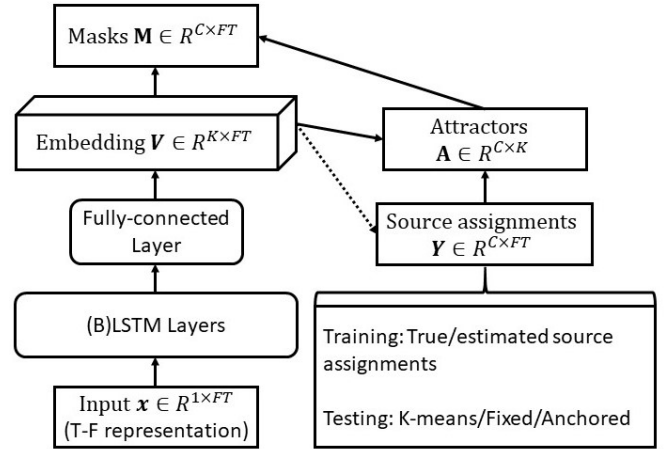 Masks 𝐌 ∈ 𝑅^{𝐶×𝐹𝑇}
Embedding 𝑽 ∈ 𝑅^{𝐾×𝐹𝑇}
Attractors
𝐀 ∈ 𝑅^{𝐶×𝐾}
Fully-connected
Layer
Source assignments
𝒀 ∈ 𝑅^{𝐶×𝐹𝑇}
(B)LSTM Layers
Input 𝒙 ∈ 𝑅^{1×𝐹𝑇}
(T-F representation)
Training: True/estimated source
assignments
Testing: K-means/Fixed/Anchored